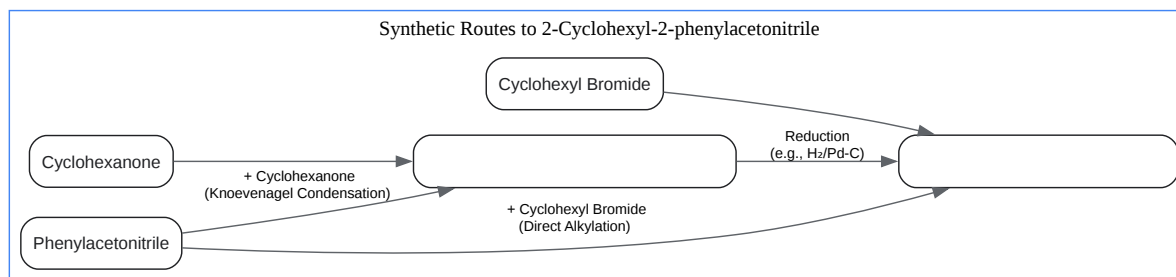 Synthetic Routes to 2-Cyclohexyl-2-phenylacetonitrile
Cyclohexyl Bromide
Cyclohexanone
Reduction
(e.g., H₂/Pd-C)
+ Cyclohexanone
(Knoevenagel Condensation)
Phenylacetonitrile
+ Cyclohexyl Bromide
(Direct Alkylation)